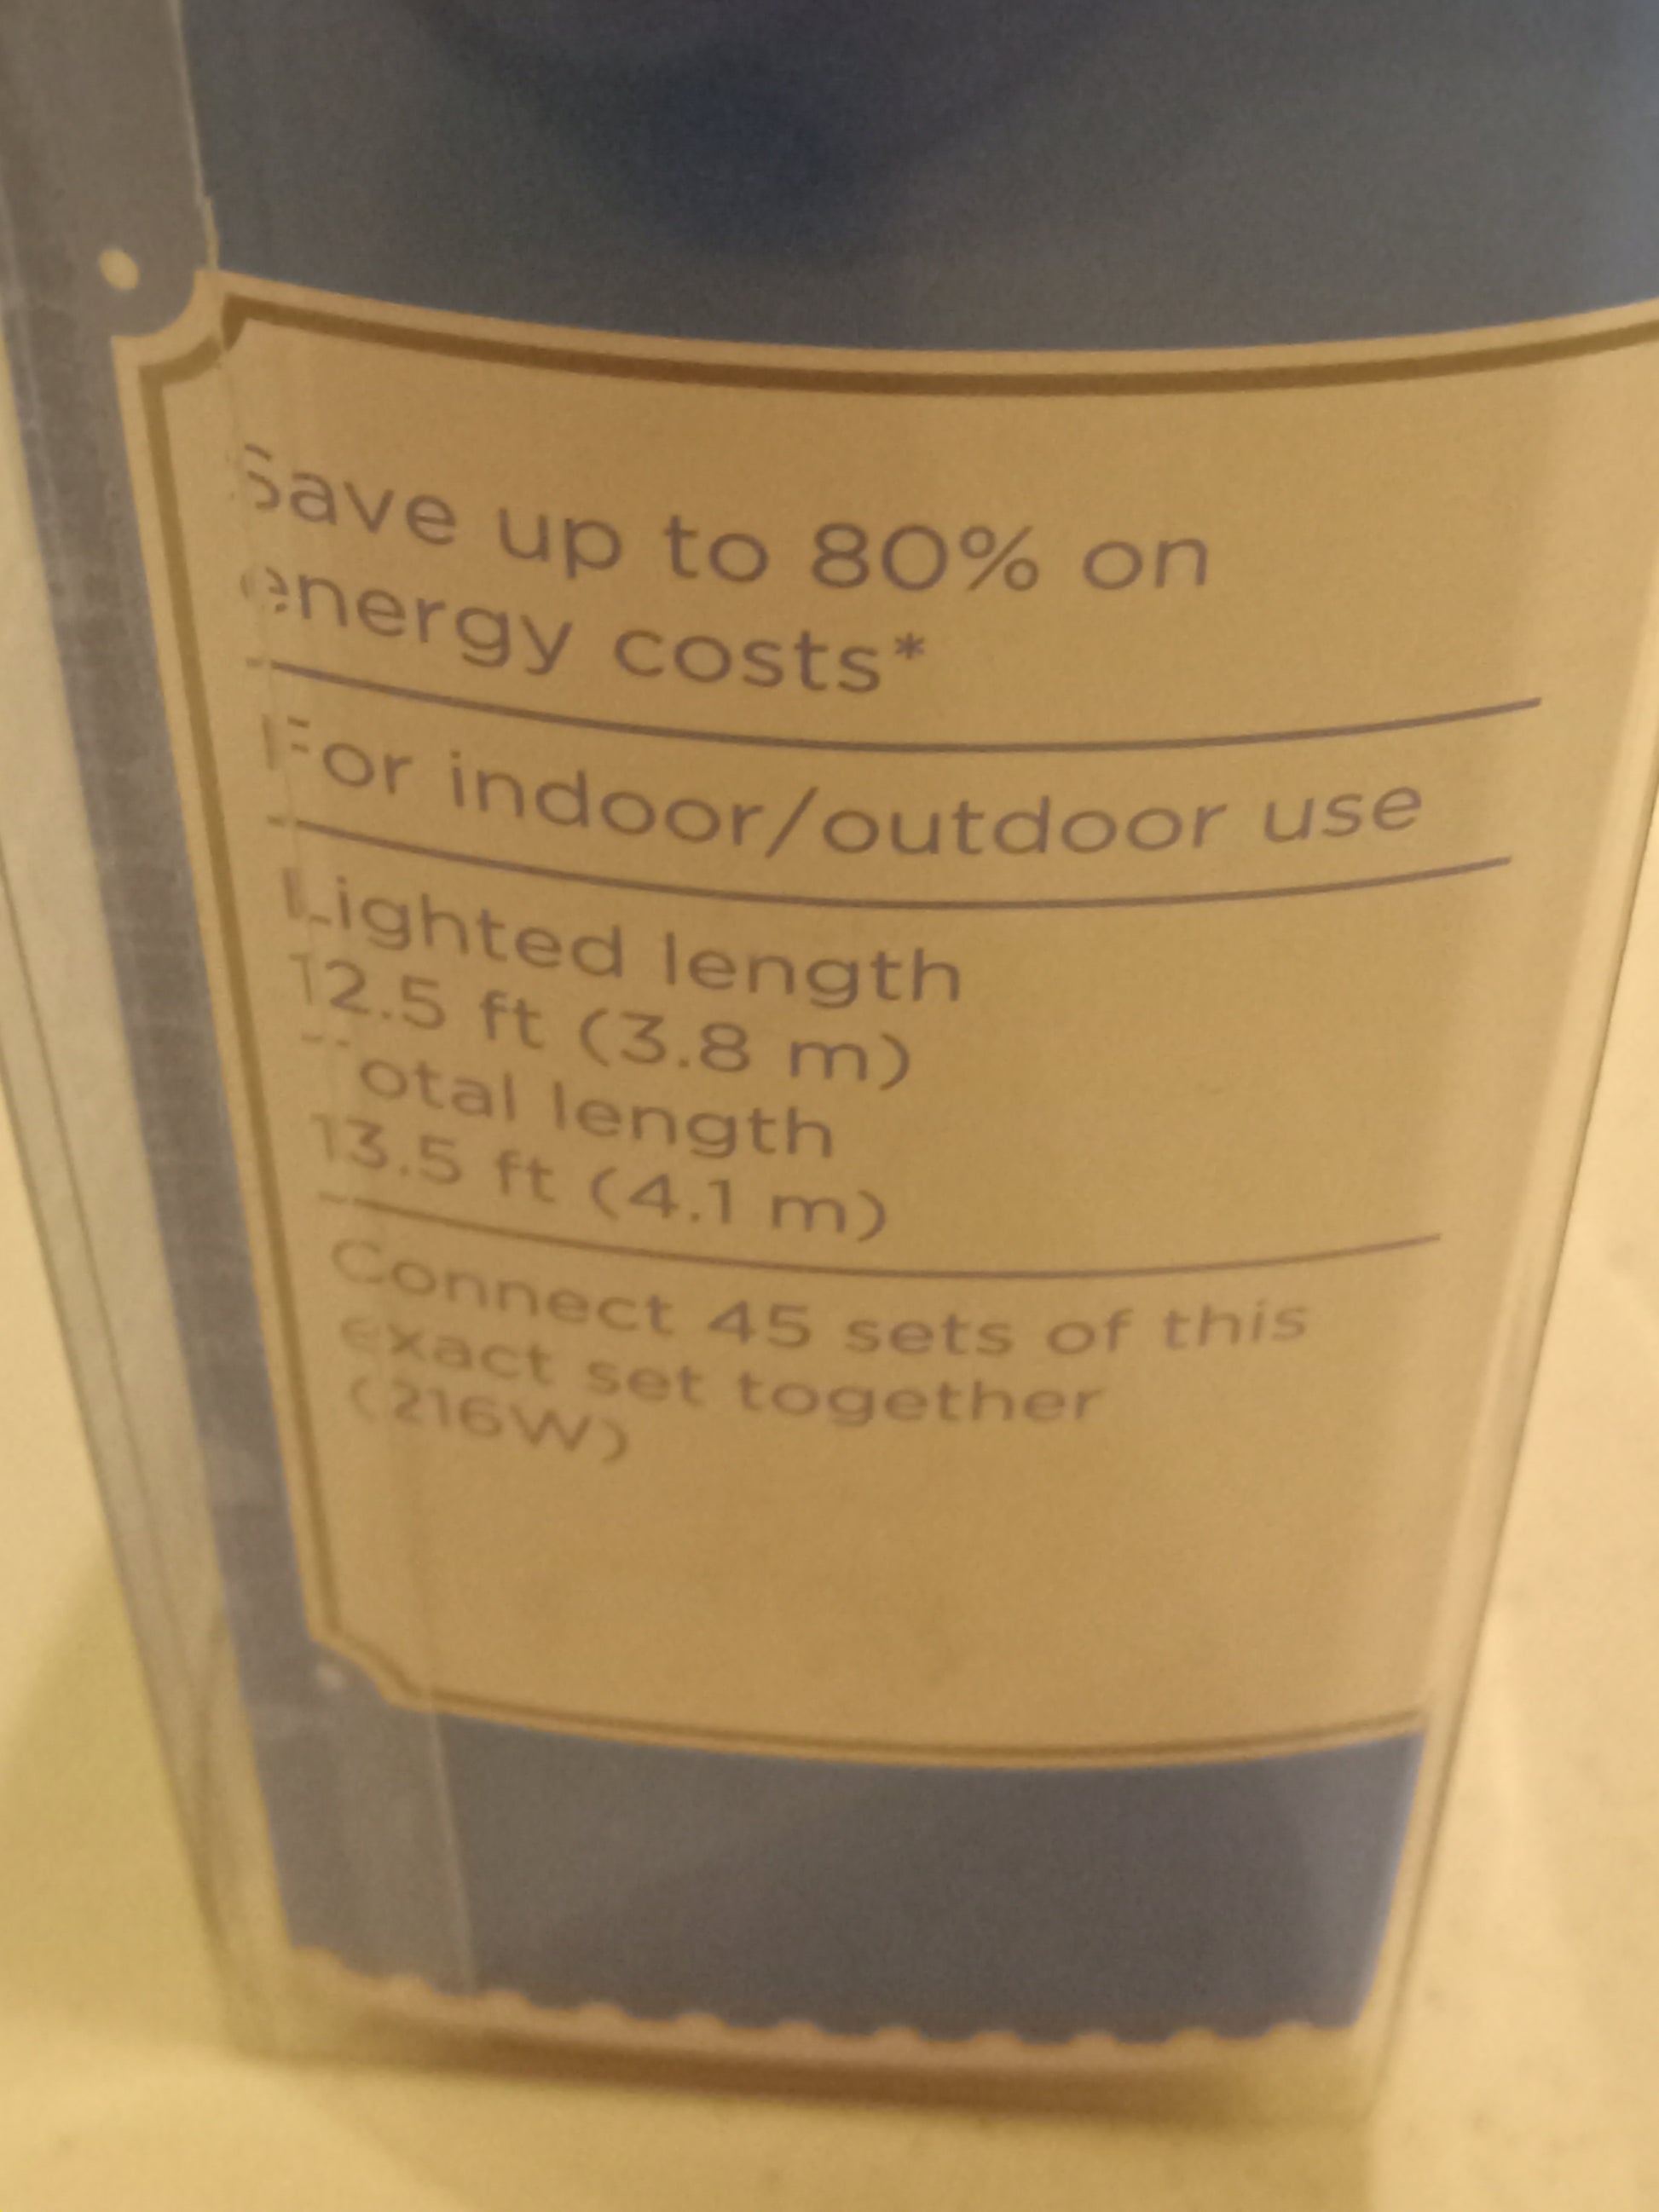 Save up to 80% on
energy costs*
For indoor/outdoor use
Lighted length
12.5 ft (3.8 m)
Total length
13.5 ft (4.1 m)
Connect 45 sets of this
exact set together
(216W)